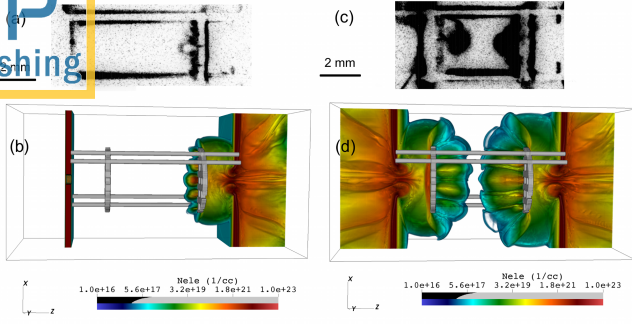 (a)
(c)
P
shing
2 mm
2 mm
(b)
(d)
Nele (1/cc)
1.0e+16 5.6e+17 3.2e+19 1.8e+21 1.0e+23
Nele (1/cc)
1.0e+16 5.6e+17 3.2e+19 1.8e+21 1.0e+23
X
Y
Z
X
Y
Z